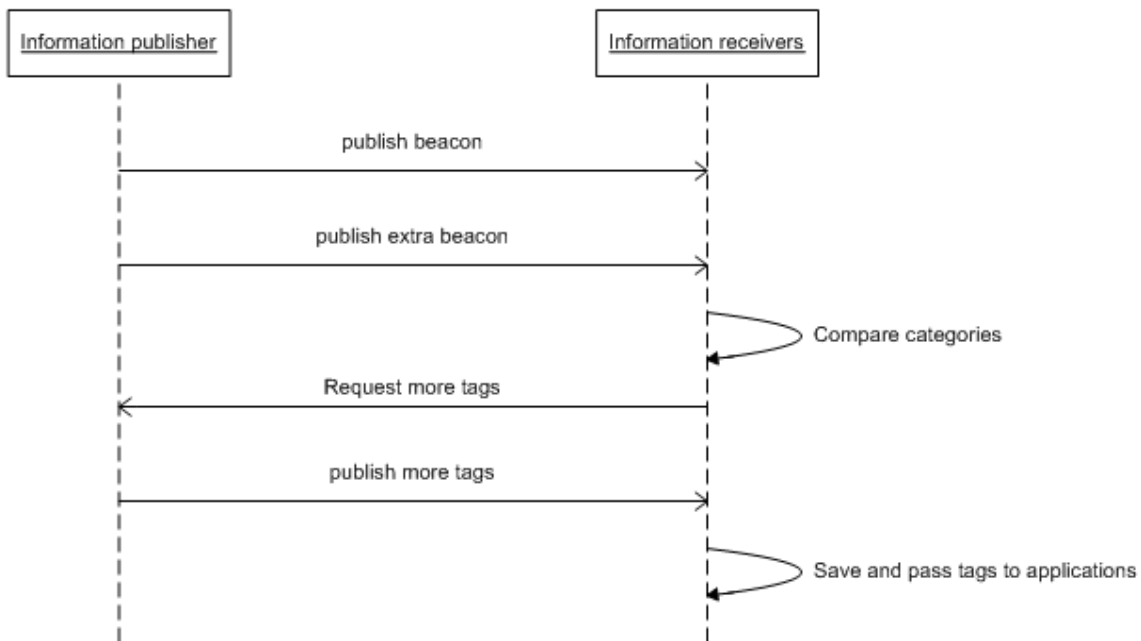 Information publisher
Information receivers
publish beacon
publish extra beacon
Compare categories
Request more tags
publish more tags
Save and pass tags to applications